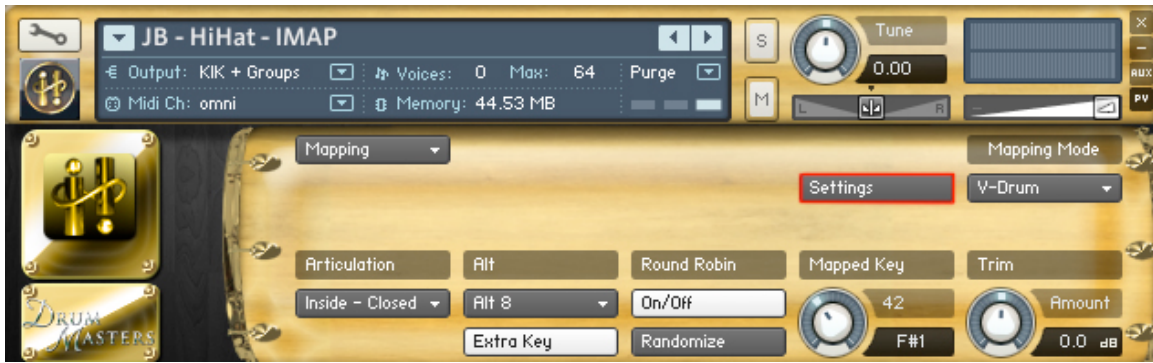 JB - HiHat - IMAP
S
Tune
Output: KIK + Groups
Voices: 0 Max: 64
Purge
0.00
AUX
Midi Ch: omni
Memory: 44.53 MB
M
L
R
PV
Mapping
Mapping Mode
Settings
V-Drum
Articulation
Alt
Round Robin
Mapped Key
Trim
Inside - Closed
Alt 8
On/Off
42
Amount
DRUM MASTERS
Extra Key
Randomize
F#1
0.0 dB